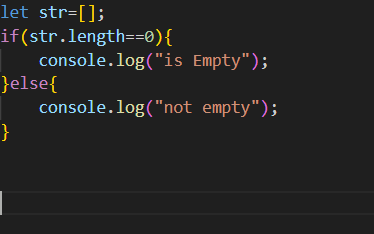 let str=[];
if(str.length==0){
    console.log("is Empty");
}else{
    console.log("not empty");
}